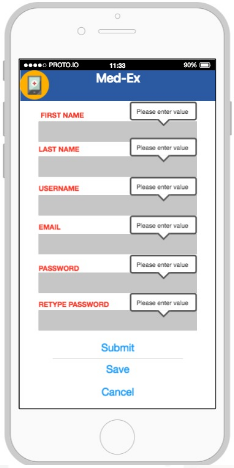 PROTO.IO 11:33 90%
Med-Ex
FIRST NAME Please enter value
LAST NAME Please enter value
USERNAME Please enter value
EMAIL Please enter value
PASSWORD Please enter value
RETYPE PASSWORD Please enter value
Submit
Save
Cancel